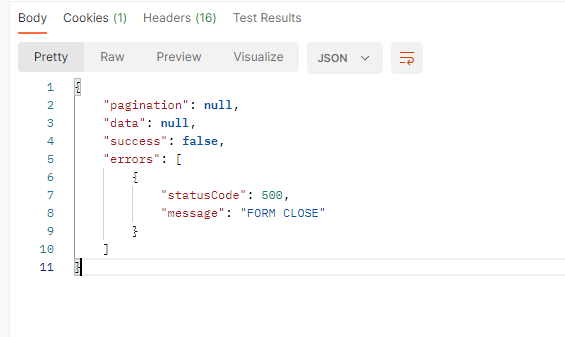 Body Cookies (1) Headers (16) Test Results
Pretty Raw Preview Visualize JSON
1 {
2 "pagination": null,
3 "data": null,
4 "success": false,
5 "errors": [
6 {
7 "statusCode": 500,
8 "message": "FORM CLOSE"
9 }
10 ]
11 }